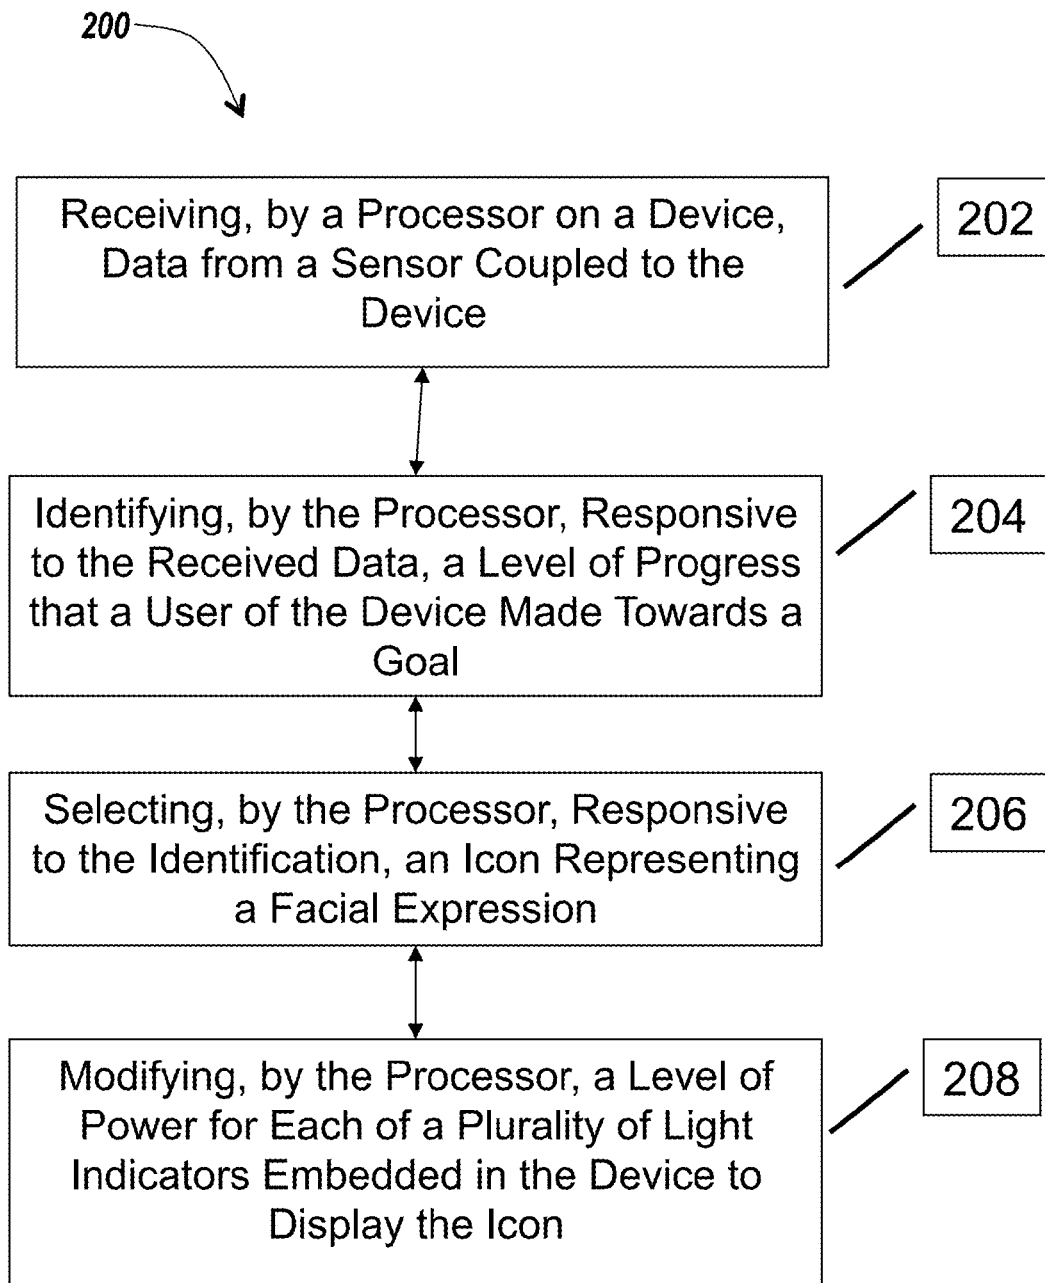 200
Receiving, by a Processor on a Device,
Data from a Sensor Coupled to the
Device
202
Identifying, by the Processor, Responsive
to the Received Data, a Level of Progress
that a User of the Device Made Towards a
Goal
204
Selecting, by the Processor, Responsive
to the Identification, an Icon Representing
a Facial Expression
206
Modifying, by the Processor, a Level of
Power for Each of a Plurality of Light
Indicators Embedded in the Device to
Display the Icon
208